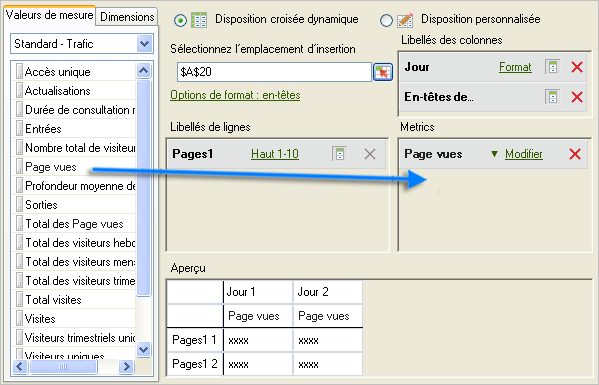 Valeurs de mesure
Dimensions
Standard - Trafic
Accès unique
Actualisations
Durée de consultation r
Entrées
Nombre total de visiteur
Page vues
Profondeur moyenne de
Sorties
Total des Page vues
Total des visiteurs hebd
Total des visiteurs mens
Total des visiteurs trime
Total visites
Visites
Visiteurs trimestriels uniq
Visiteurs uniques
Disposition croisée dynamique
Disposition personnalisée
Sélectionnez l'emplacement d'insertion
$A$20
Options de format : en-têtes
Libellés des colonnes
Jour Format
En-têtes de...
Libellés de lignes
Pages1 Haut 1-10
Metrics
Page vues ▼ Modifier
Aperçu
Jour 1 Jour 2
Page vues Page vues
Pages1 1 xxxx xxxx
Pages1 2 xxxx xxxx